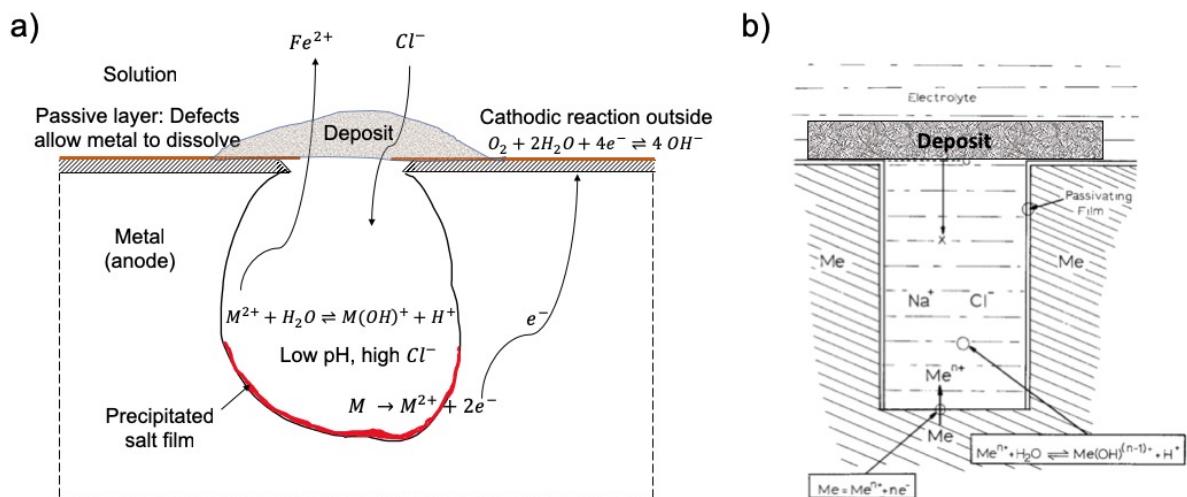 a)
Fe²⁺
Cl⁻
Solution
Passive layer: Defects
allow metal to dissolve
Deposit
Cathodic reaction outside
O₂ + 2H₂O + 4e⁻ ⇌ 4 OH⁻
Metal
(anode)
M²⁺ + H₂O ⇌ M(OH)⁺ + H⁺
e⁻
Low pH, high Cl⁻
M → M²⁺ + 2e⁻
Precipitated
salt film
b)
Electrolyte
Deposit
o
Passivating
Film
x
Me
Me
Na⁺
Cl⁻
Meⁿ⁺
Me
Meⁿ⁺+H₂O ⇌ Me(OH)⁽ⁿ⁻¹⁾⁺+H⁺
Me=Meⁿ⁺+ne⁻